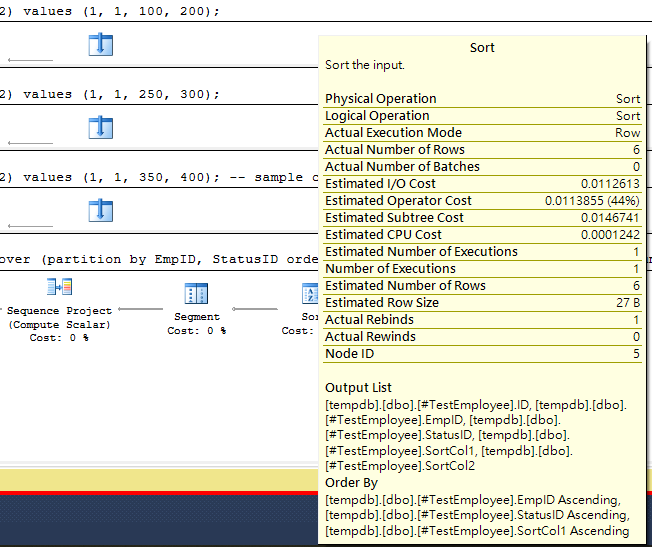 2) values (1, 1, 100, 200);
2) values (1, 1, 250, 300);
2) values (1, 1, 350, 400); -- sample
over (partition by EmpID, StatusID orde
Sequence Project
(Compute Scalar)
Cost: 0 %
Segment
Cost: 0 %
Sor
Cost:
Sort
Sort the input.
Physical Operation Sort
Logical Operation Sort
Actual Execution Mode Row
Actual Number of Rows 6
Actual Number of Batches 0
Estimated I/O Cost 0.0112613
Estimated Operator Cost 0.0113855 (44%)
Estimated Subtree Cost 0.0146741
Estimated CPU Cost 0.0001242
Estimated Number of Executions 1
Number of Executions 1
Estimated Number of Rows 6
Estimated Row Size 27 B
Actual Rebinds 1
Actual Rewinds 0
Node ID 5
Output List
[tempdb].[dbo].[#TestEmployee].ID, [tempdb].[dbo].
[#TestEmployee].EmpID, [tempdb].[dbo].
[#TestEmployee].StatusID, [tempdb].[dbo].
[#TestEmployee].SortCol1, [tempdb].[dbo].
[#TestEmployee].SortCol2
Order By
[tempdb].[dbo].[#TestEmployee].EmpID Ascending,
[tempdb].[dbo].[#TestEmployee].StatusID Ascending,
[tempdb].[dbo].[#TestEmployee].SortCol1 Ascending